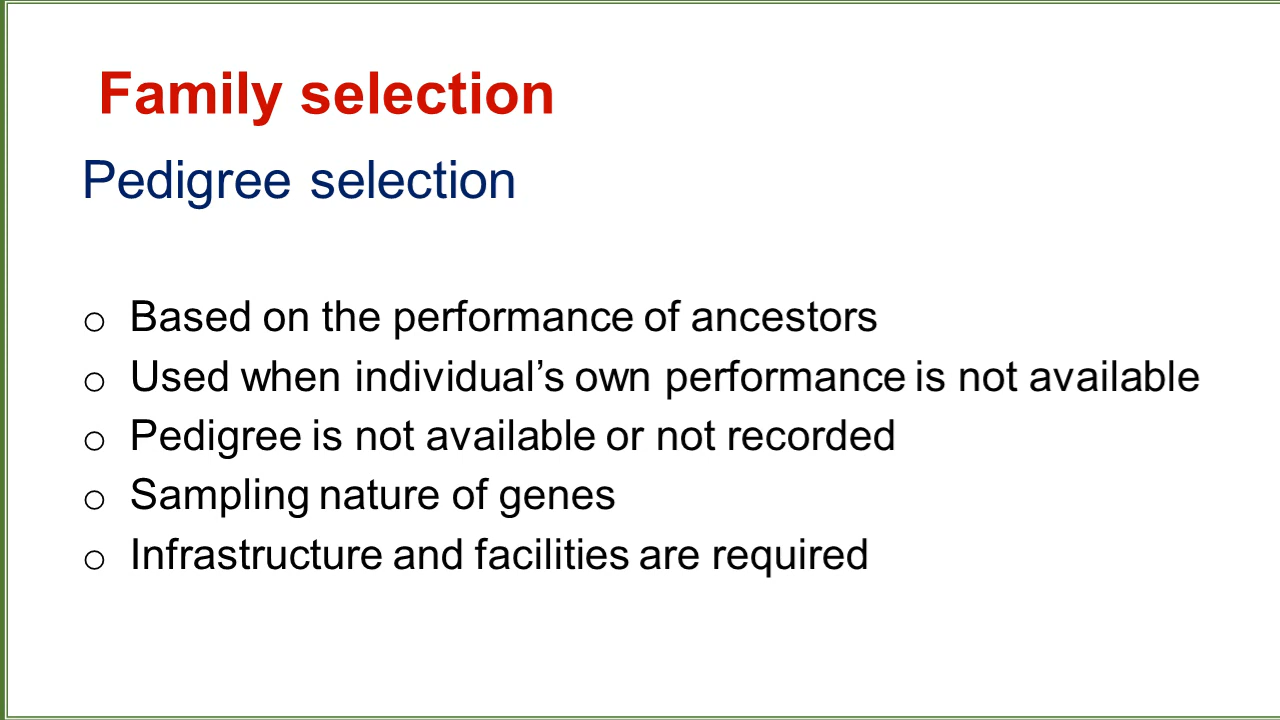 Family selection
Pedigree selection
o Based on the performance of ancestors
o Used when individual’s own performance is not available
o Pedigree is not available or not recorded
o Sampling nature of genes
o Infrastructure and facilities are required